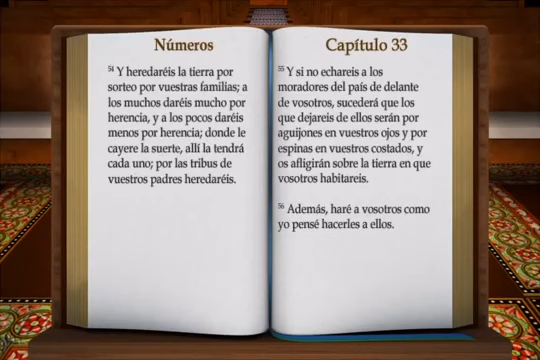 Números
54 Y heredaréis la tierra por
sorteo por vuestras familias; a
los muchos daréis mucho por
herencia, y a los pocos daréis
menos por herencia; donde le
cayere la suerte, allí la tendrá
cada uno; por las tribus de
vuestros padres heredaréis.
Capítulo 33
55 Y si no echareis a los
moradores del país de delante
de vosotros, sucederá que los
que dejareis de ellos serán por
aguijones en vuestros ojos y por
espinas en vuestros costados, y
os afligirán sobre la tierra en que
vosotros habitareis.
56 Además, haré a vosotros como
yo pensé hacerles a ellos.